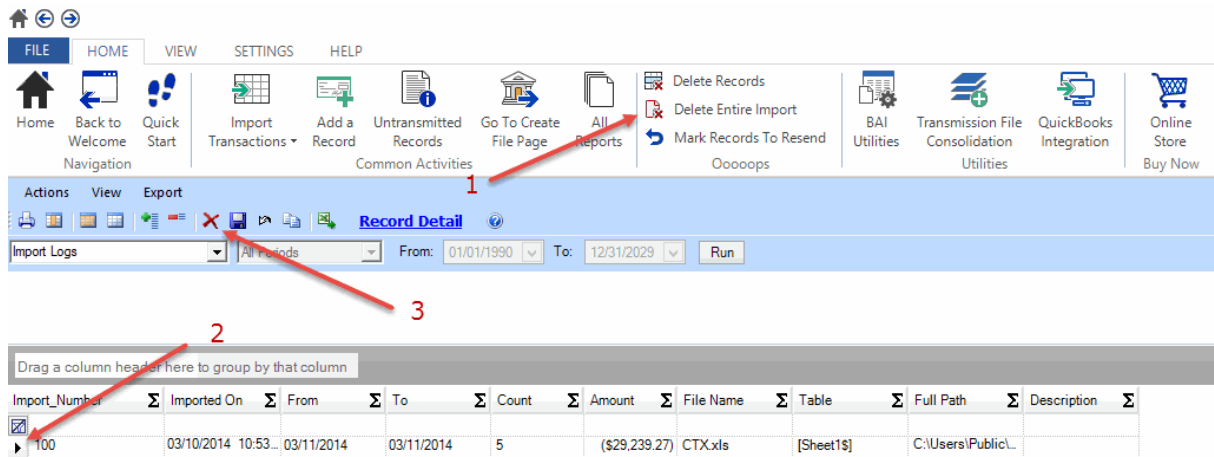 FILE HOME VIEW SETTINGS HELP
Delete Records
Delete Entire Import
Mark Records To Resend
Home Back to Quick Import Add a Untransmitted Go To Create All BAI Transmission File QuickBooks Online
Welcome Start Transactions Record Records File Page Reports Utilities Consolidation Integration Store
Navigation Common Activities Ooooops Utilities Buy Now
1
Actions View Export
Record Detail
Import Logs All Periods From: 01/01/1990 To: 12/31/2029 Run
3
2
Drag a column header here to group by that column
Import_Number Σ Imported On Σ From Σ To Σ Count Σ Amount Σ File Name Σ Table Σ Full Path Σ Description Σ
100 03/10/2014 10:53... 03/11/2014 03/11/2014 5 ($29,239.27) CTX.xls [Sheet1$] C:\Users\Public\...